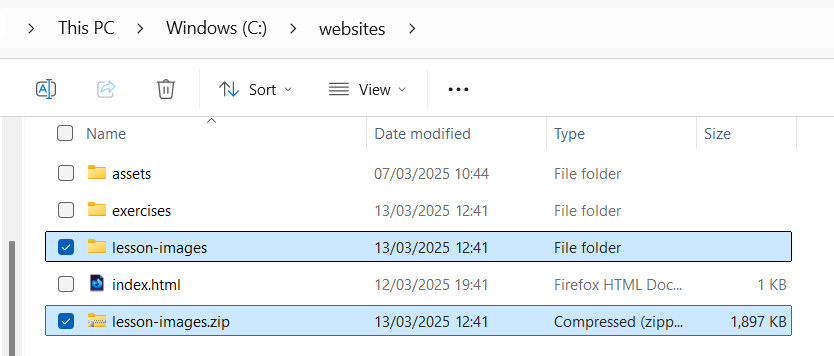 This PC Windows (C:) websites
Sort View
Name Date modified Type Size
assets 07/03/2025 10:44 File folder
exercises 13/03/2025 12:41 File folder
lesson-images 13/03/2025 12:41 File folder
index.html 12/03/2025 19:41 Firefox HTML Doc... 1 KB
lesson-images.zip 13/03/2025 12:41 Compressed (zipp... 1,897 KB